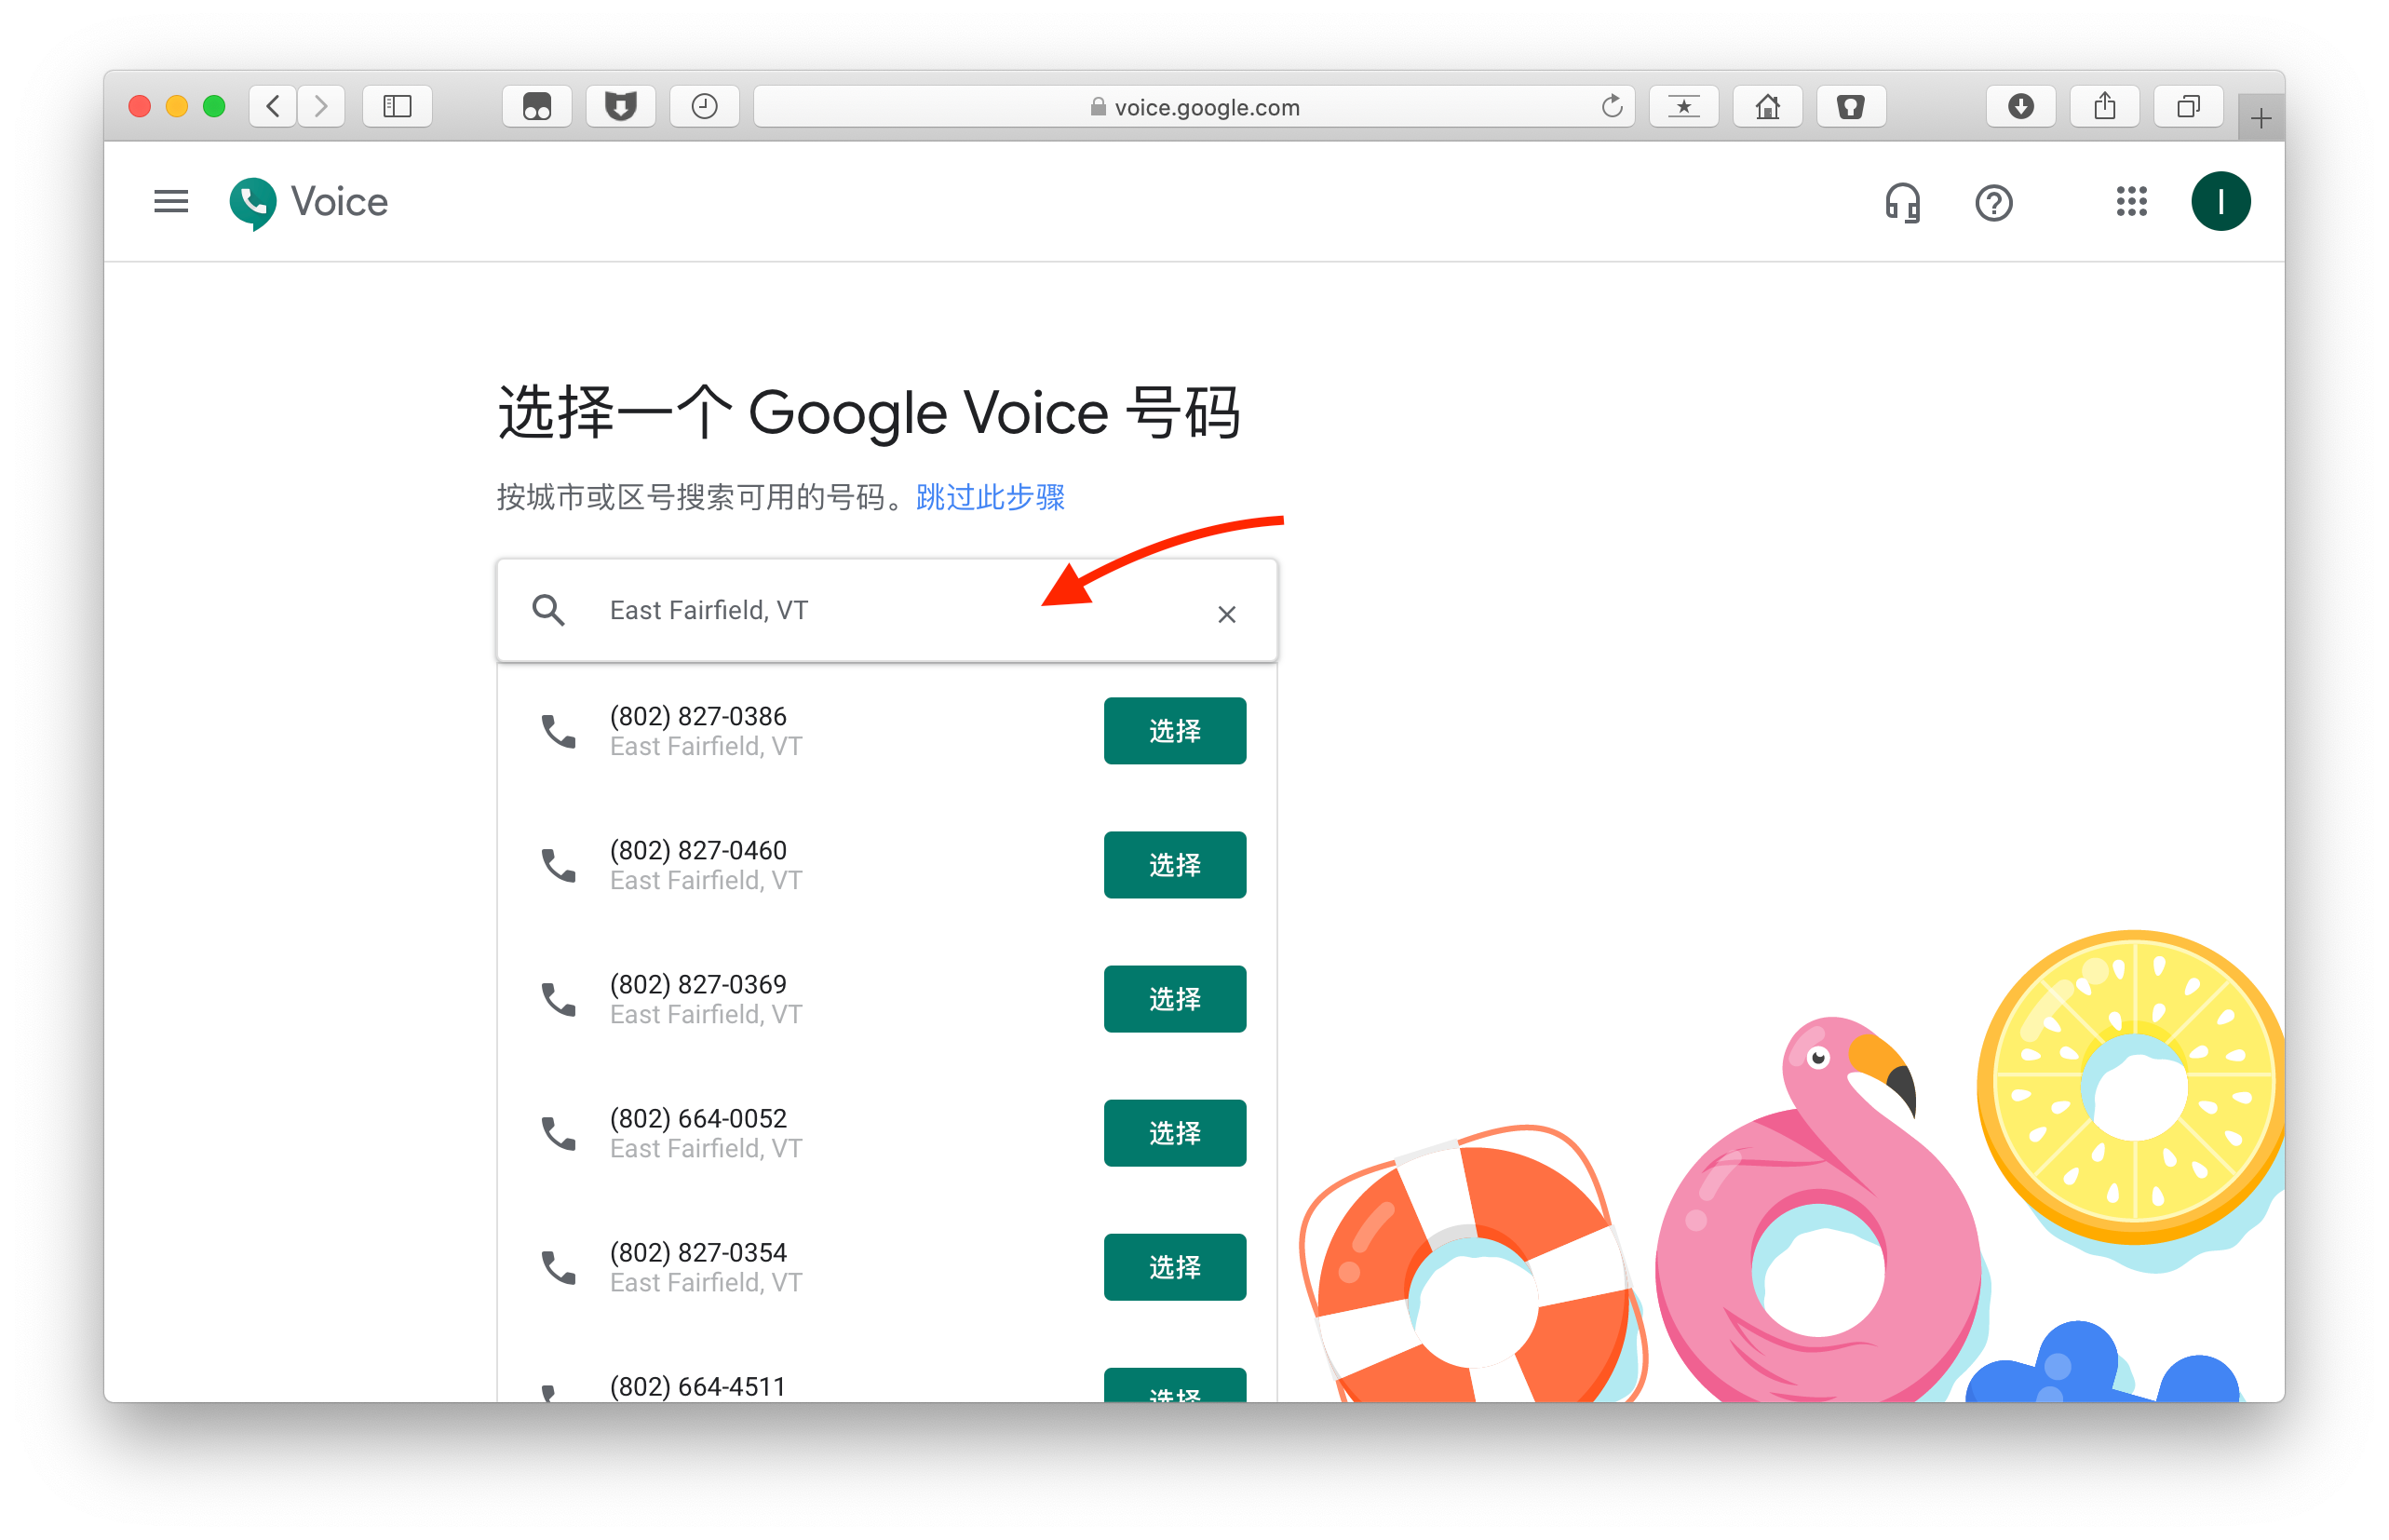 voice.google.com
Voice
I
选择一个 Google Voice 号码
按城市或区号搜索可用的号码。跳过此步骤
East Fairfield, VT
(802) 827-0386
East Fairfield, VT
选择
(802) 827-0460
East Fairfield, VT
选择
(802) 827-0369
East Fairfield, VT
选择
(802) 664-0052
East Fairfield, VT
选择
(802) 827-0354
East Fairfield, VT
选择
(802) 664-4511
选择